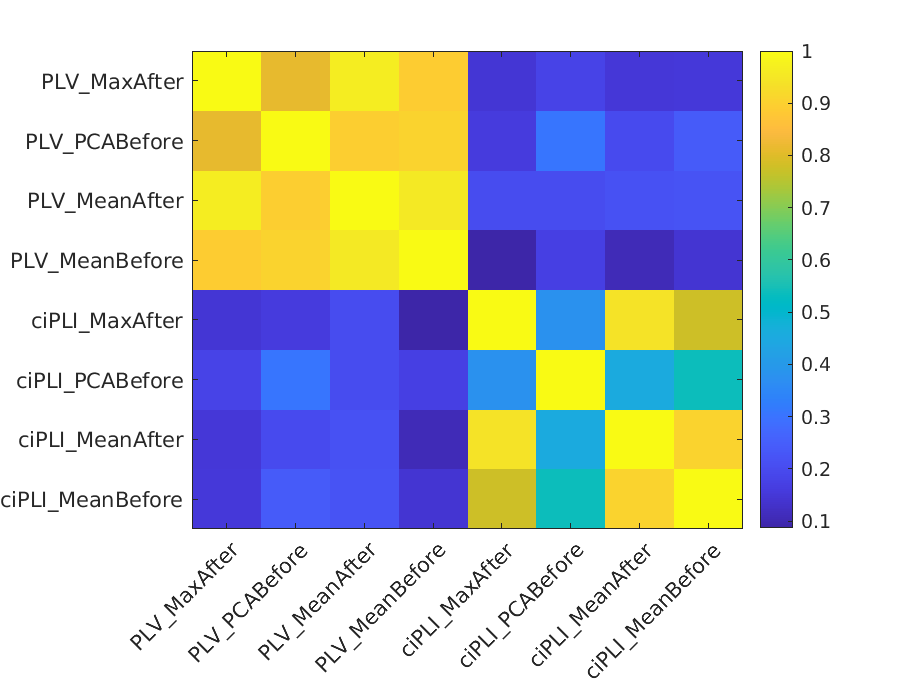 PLV_MaxAfter
PLV_PCABefore
PLV_MeanAfter
PLV_MeanBefore
ciPLI_MaxAfter
ciPLI_PCABefore
ciPLI_MeanAfter
ciPLI_MeanBefore
1
0.9
0.8
0.7
0.6
0.5
0.4
0.3
0.2
0.1
PLV_MaxAfter
PLV_PCABefore
PLV_MeanAfter
PLV_MeanBefore
ciPLI_MaxAfter
ciPLI_PCABefore
ciPLI_MeanAfter
ciPLI_MeanBefore